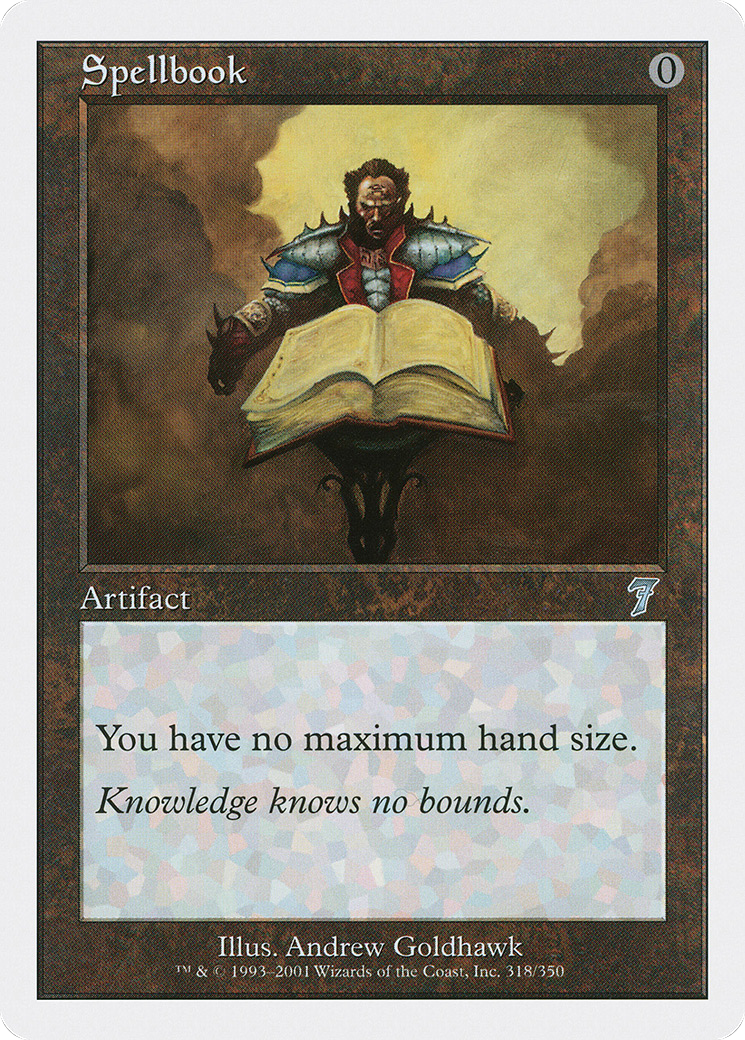 Spellbook 0
Artifact 7
You have no maximum hand size.
Knowledge knows no bounds.
Illus. Andrew Goldhawk
™ & © 1993–2001 Wizards of the Coast, Inc. 318/350